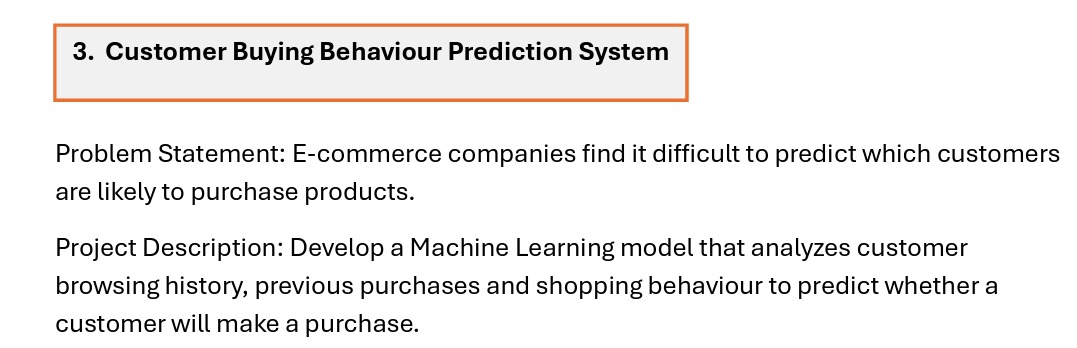 3. Customer Buying Behaviour Prediction System
Problem Statement: E-commerce companies find it difficult to predict which customers
are likely to purchase products.
Project Description: Develop a Machine Learning model that analyzes customer
browsing history, previous purchases and shopping behaviour to predict whether a
customer will make a purchase.